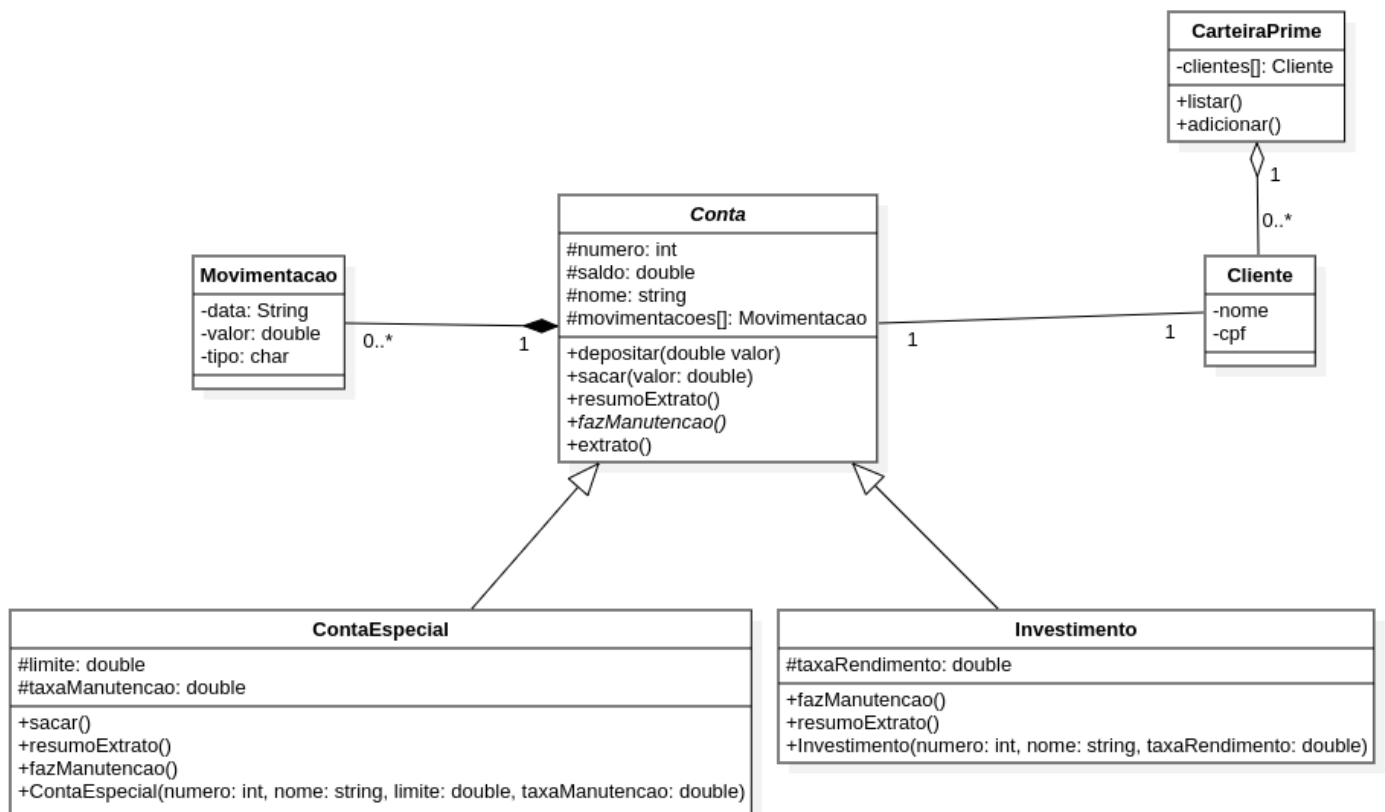 CarteiraPrime
-clientes[]: Cliente
+listar()
+adicionar()
1
0..*
Conta
#numero: int
#saldo: double
#nome: string
#movimentacoes[]: Movimentacao
+depositar(double valor)
+sacar(valor: double)
+resumoExtrato()
+fazManutencao()
+extrato()
Movimentacao
-data: String
-valor: double
-tipo: char
0..*
1
1
1
Cliente
-nome
-cpf
ContaEspecial
#limite: double
#taxaManutencao: double
+sacar()
+resumoExtrato()
+fazManutencao()
+ContaEspecial(numero: int, nome: string, limite: double, taxaManutencao: double)
Investimento
#taxaRendimento: double
+fazManutencao()
+resumoExtrato()
+Investimento(numero: int, nome: string, taxaRendimento: double)